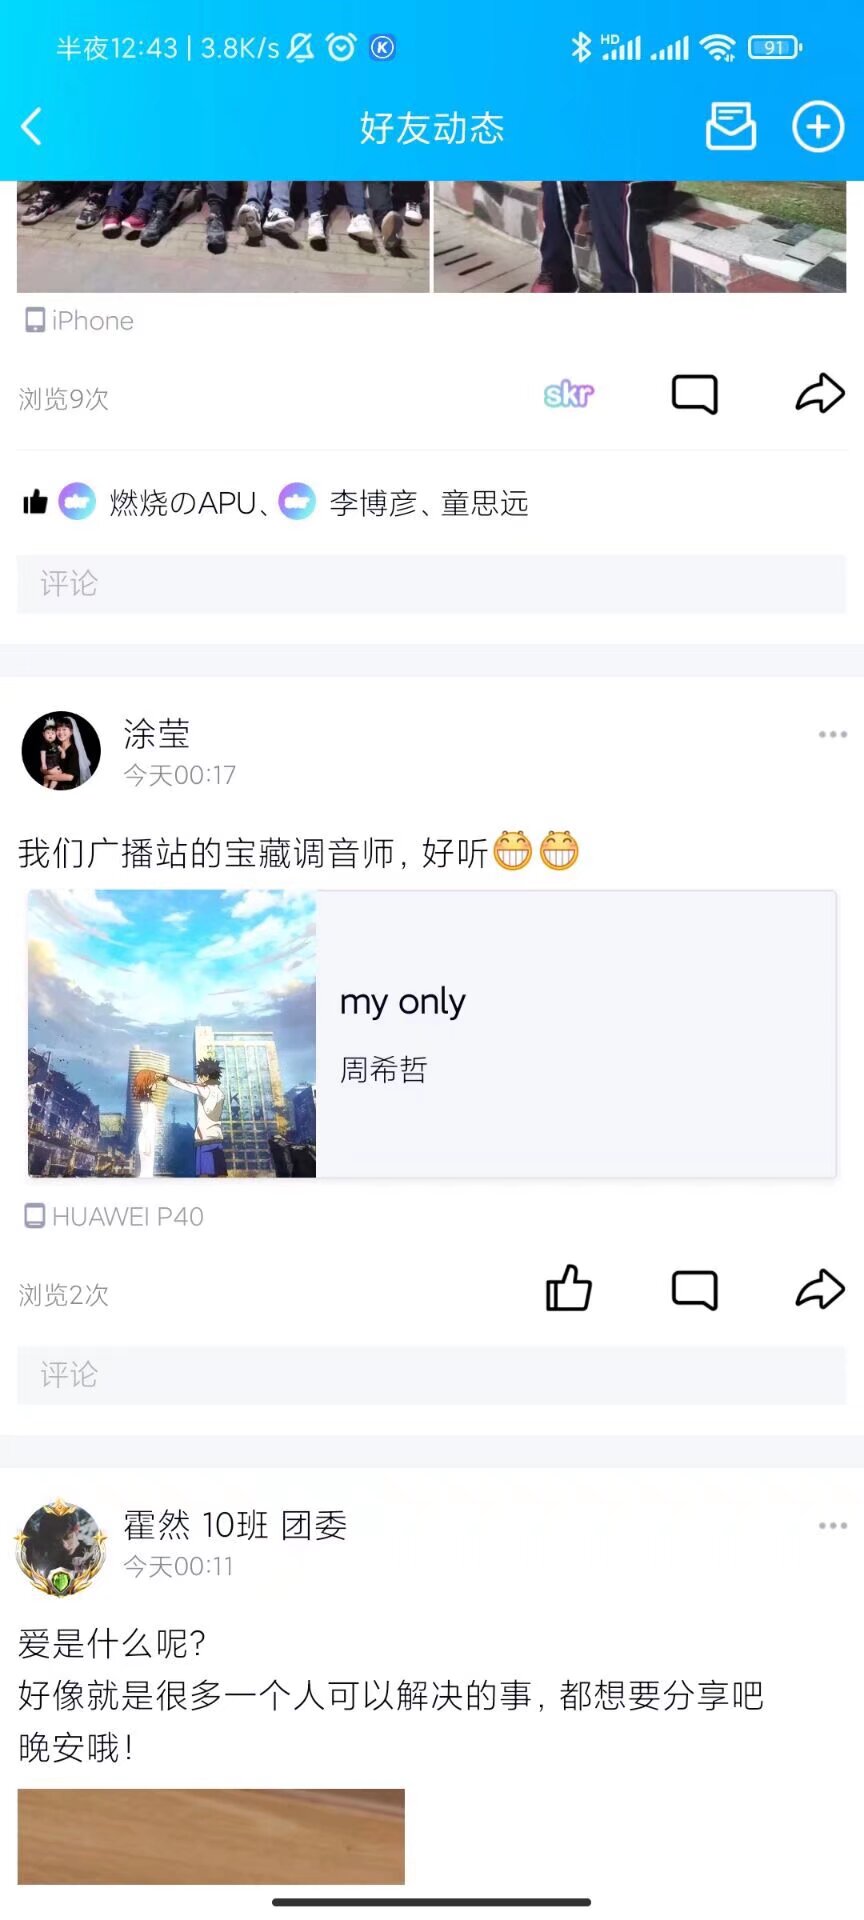 半夜12:43 | 3.8K/s K HD 91
好友动态
iPhone
浏览9次 skr
燃烧のAPU、 李博彦、童思远
评论
涂莹
今天00:17
我们广播站的宝藏调音师，好听
my only
周希哲
HUAWEI P40
浏览2次
评论
霍然 10班 团委
今天00:11
爱是什么呢？
好像就是很多一个人可以解决的事，都想要分享吧
晚安哦！